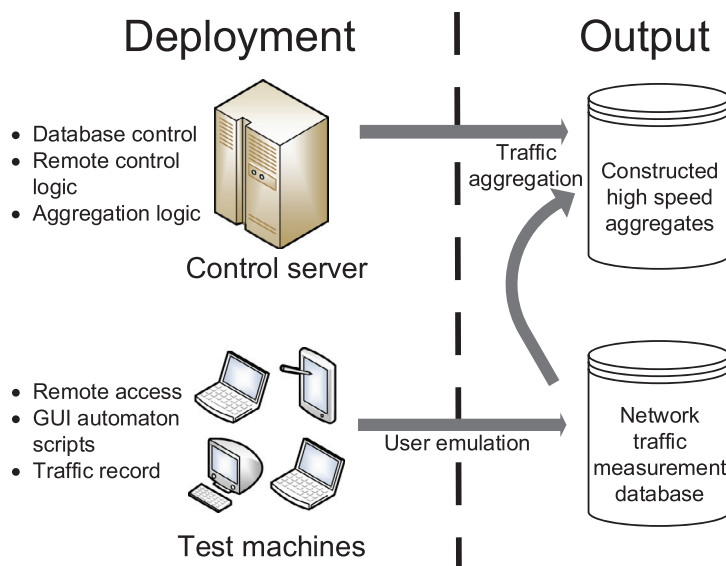 Deployment
Output
• Database control
• Remote control
logic
• Aggregation logic
Control server
Traffic
aggregation
Constructed
high speed
aggregates
• Remote access
• GUI automaton
scripts
• Traffic record
Test machines
User emulation
Network
traffic
measurement
database